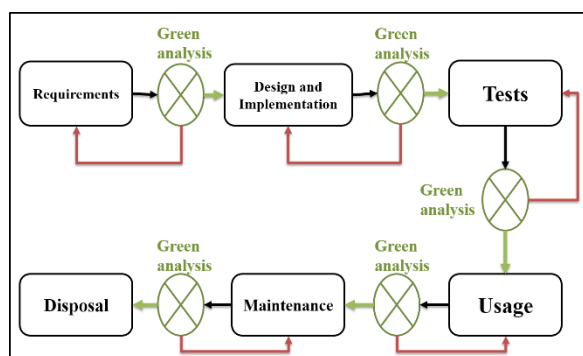 Green
analysis
Green
analysis
Requirements
Design and
Implementation
Tests
Green
analysis
Green
analysis
Green
analysis
Disposal
Maintenance
Usage